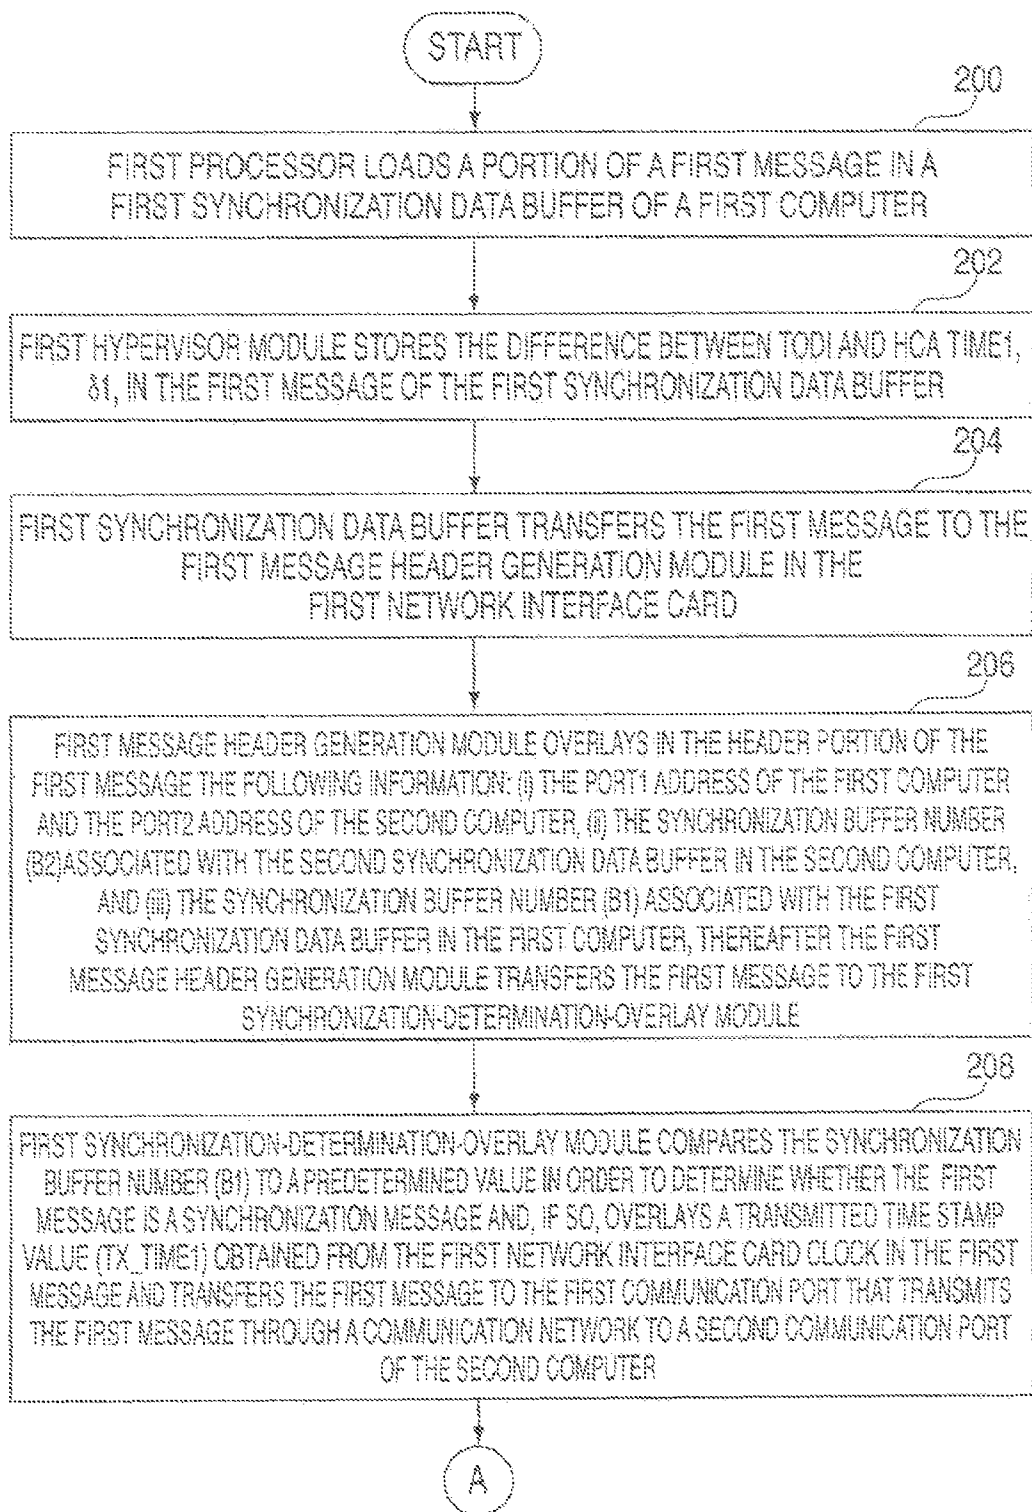 START
200
FIRST PROCESSOR LOADS A PORTION OF A FIRST MESSAGE IN A
FIRST SYNCHRONIZATION DATA BUFFER OF A FIRST COMPUTER
202
FIRST HYPERVISOR MODULE STORES THE DIFFERENCE BETWEEN TOD1 AND HCA TIME1,
δ1, IN THE FIRST MESSAGE OF THE FIRST SYNCHRONIZATION DATA BUFFER
204
FIRST SYNCHRONIZATION DATA BUFFER TRANSFERS THE FIRST MESSAGE TO THE
FIRST MESSAGE HEADER GENERATION MODULE IN THE
FIRST NETWORK INTERFACE CARD
206
FIRST MESSAGE HEADER GENERATION MODULE OVERLAYS IN THE HEADER PORTION OF THE
FIRST MESSAGE THE FOLLOWING INFORMATION: (i) THE PORT1 ADDRESS OF THE FIRST COMPUTER
AND THE PORT2 ADDRESS OF THE SECOND COMPUTER, (ii) THE SYNCHRONIZATION BUFFER NUMBER
(B2)ASSOCIATED WITH THE SECOND SYNCHRONIZATION DATA BUFFER IN THE SECOND COMPUTER,
AND (iii) THE SYNCHRONIZATION BUFFER NUMBER (B1) ASSOCIATED WITH THE FIRST
SYNCHRONIZATION DATA BUFFER IN THE FIRST COMPUTER, THEREAFTER THE FIRST
MESSAGE HEADER GENERATION MODULE TRANSFERS THE FIRST MESSAGE TO THE FIRST
SYNCHRONIZATION-DETERMINATION-OVERLAY MODULE
208
FIRST SYNCHRONIZATION-DETERMINATION-OVERLAY MODULE COMPARES THE SYNCHRONIZATION
BUFFER NUMBER (B1) TO A PREDETERMINED VALUE IN ORDER TO DETERMINE WHETHER THE FIRST
MESSAGE IS A SYNCHRONIZATION MESSAGE AND, IF SO, OVERLAYS A TRANSMITTED TIME STAMP
VALUE (TX_TIME1) OBTAINED FROM THE FIRST NETWORK INTERFACE CARD CLOCK IN THE FIRST
MESSAGE AND TRANSFERS THE FIRST MESSAGE TO THE FIRST COMMUNICATION PORT THAT TRANSMITS
THE FIRST MESSAGE THROUGH A COMMUNICATION NETWORK TO A SECOND COMMUNICATION PORT
OF THE SECOND COMPUTER
A